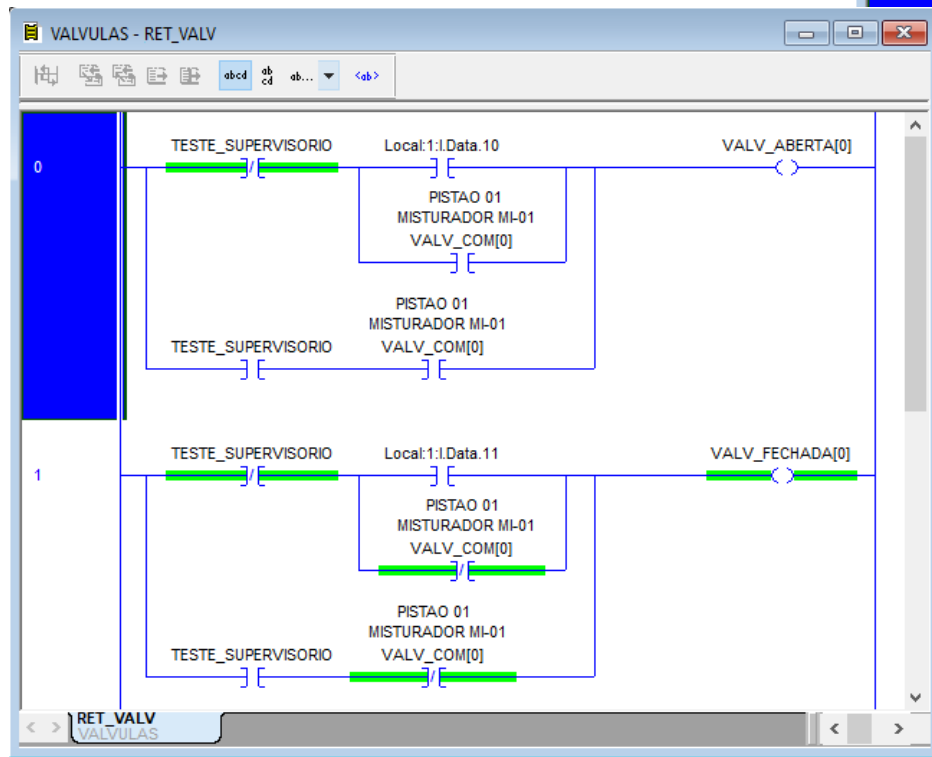 VALVULAS - RET_VALV
abcd
ab
cd
ab...
<ab>
0
TESTE_SUPERVISORIO
Local:1:I.Data.10
VALV_ABERTA[0]
PISTAO 01
MISTURADOR MI-01
VALV_COM[0]
PISTAO 01
MISTURADOR MI-01
TESTE_SUPERVISORIO
VALV_COM[0]
1
TESTE_SUPERVISORIO
Local:1:I.Data.11
VALV_FECHADA[0]
PISTAO 01
MISTURADOR MI-01
VALV_COM[0]
PISTAO 01
MISTURADOR MI-01
TESTE_SUPERVISORIO
VALV_COM[0]
RET_VALV
VALVULAS